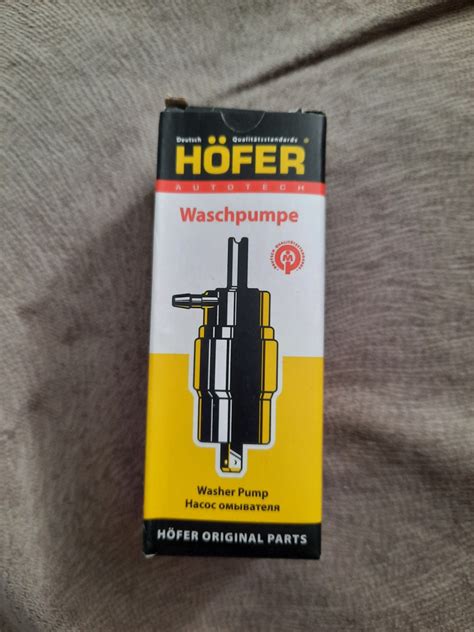 Deutsch Qualitätsstandards
HÖFER
AUTOTECH
Waschpumpe
Washer Pump
Насос омывателя
HÖFER ORIGINAL PARTS